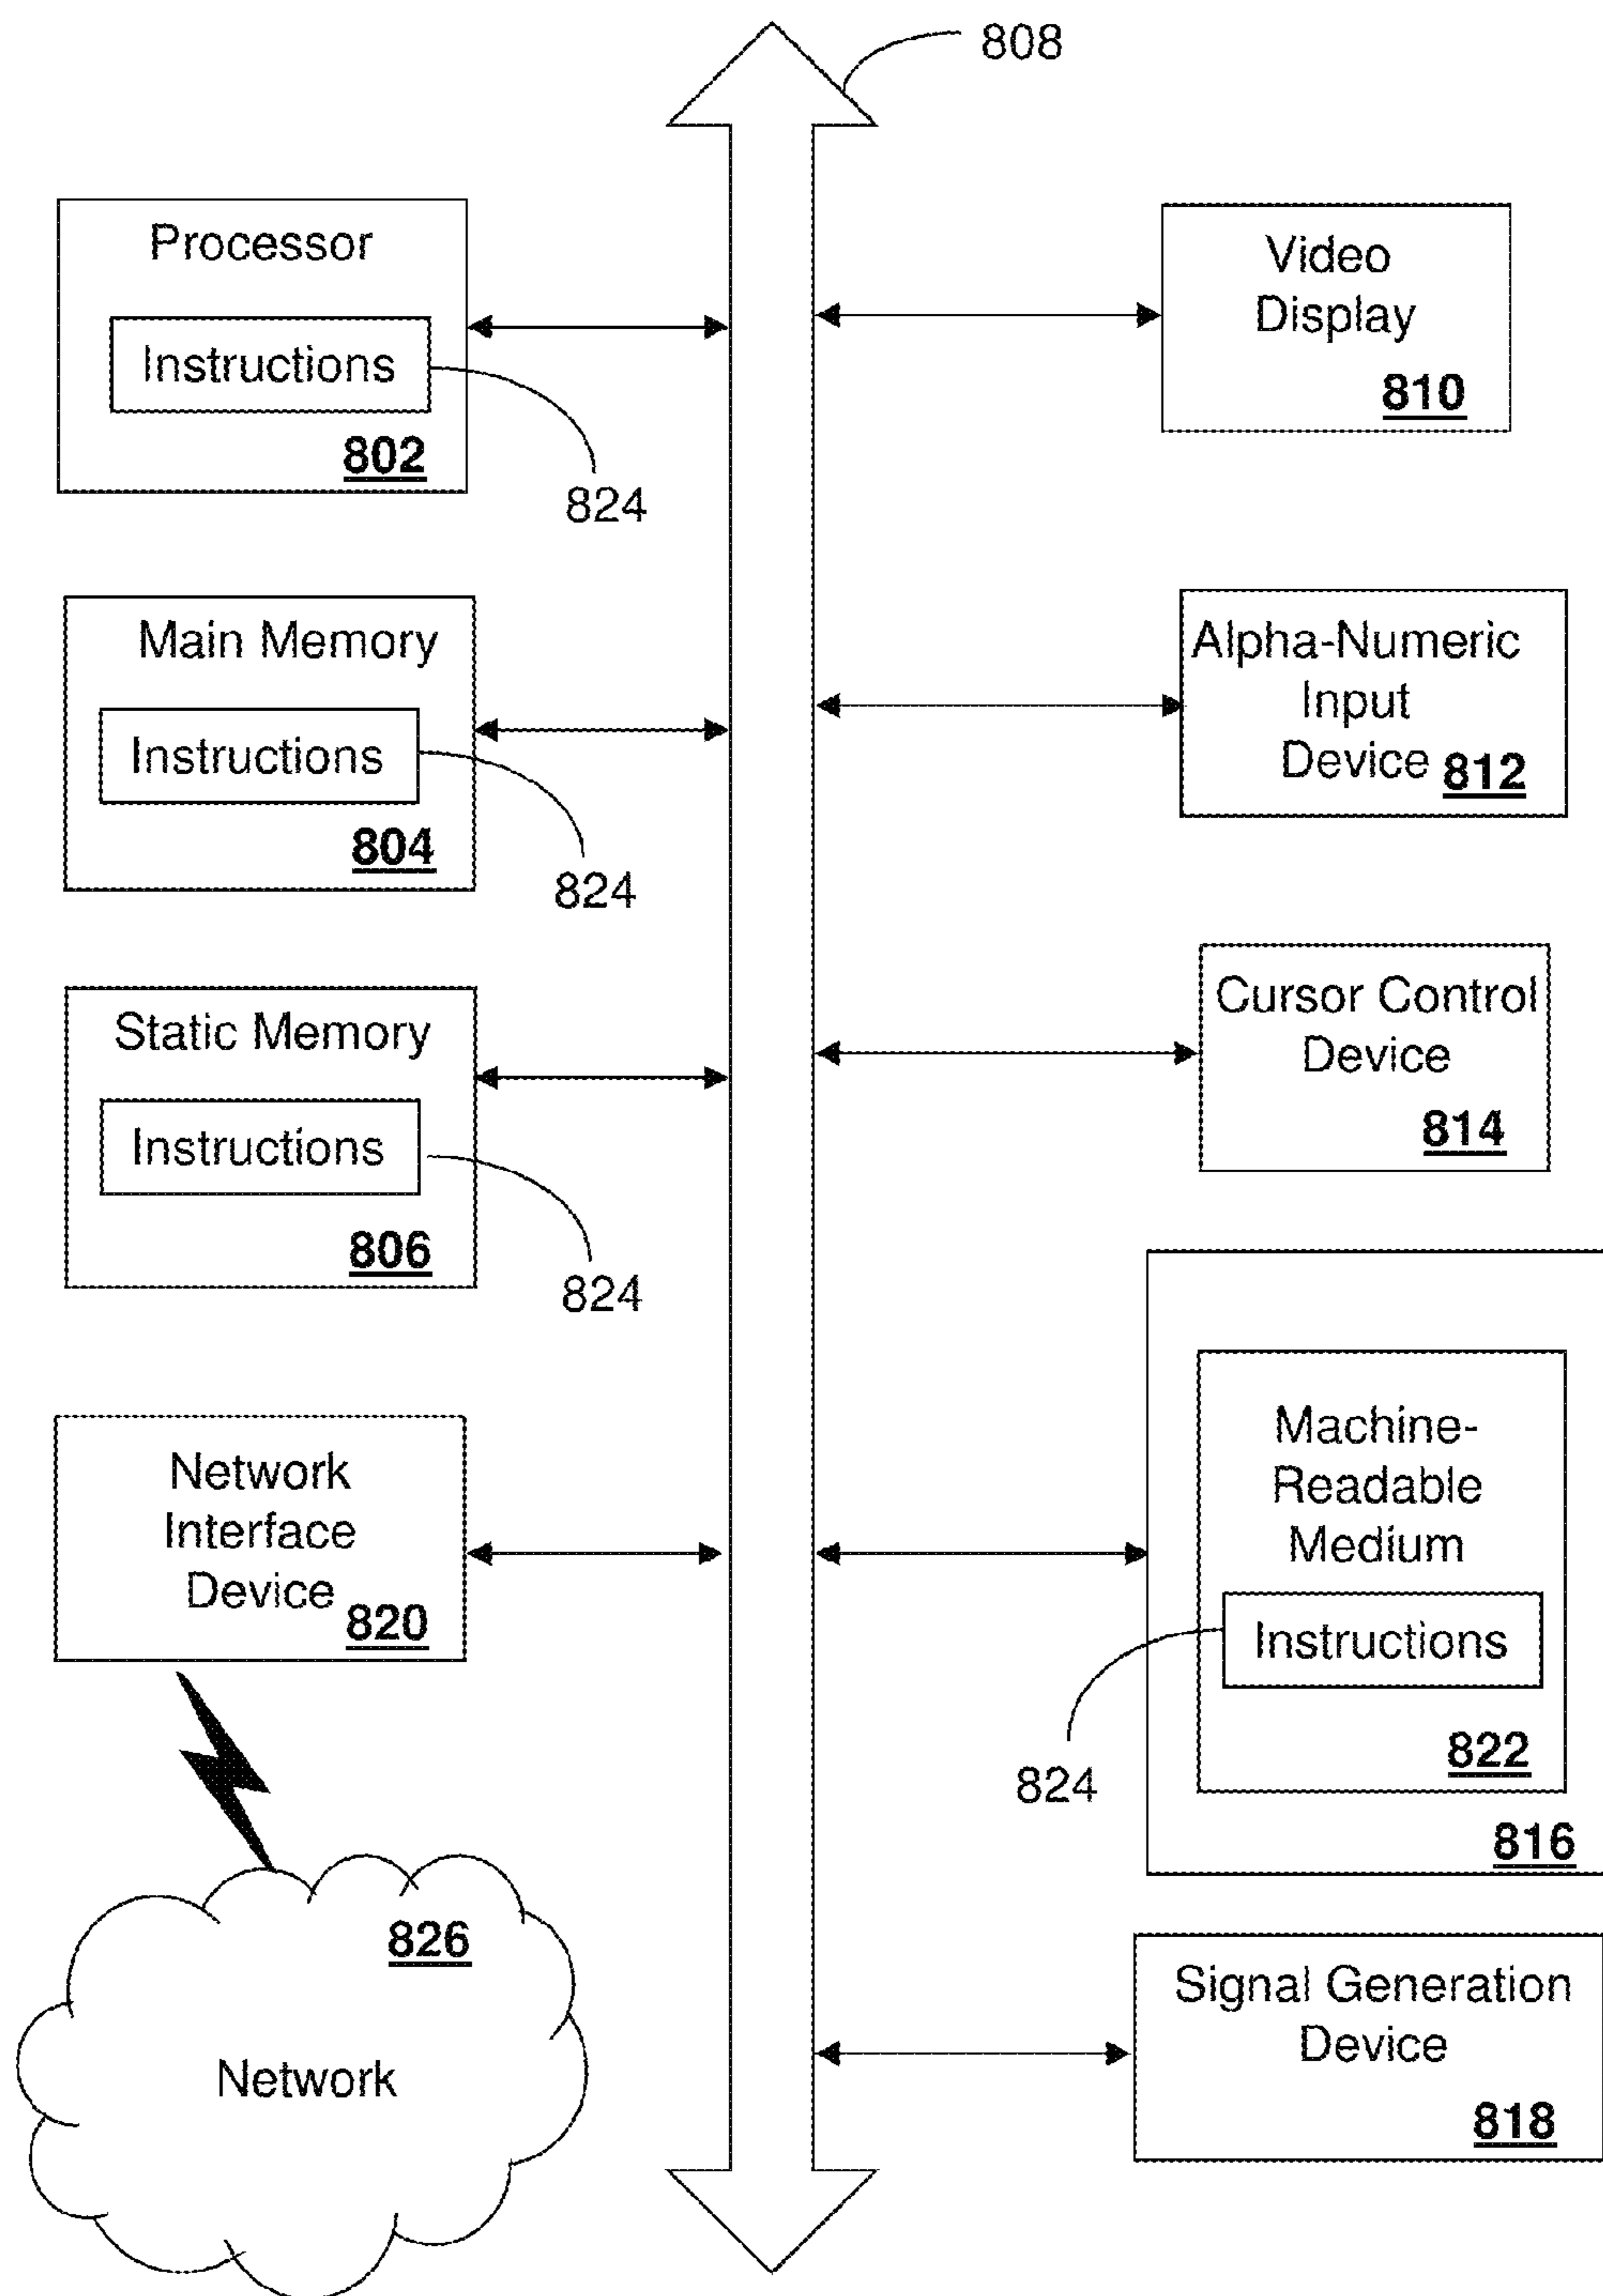 808
Processor
Instructions
802
824
Main Memory
Instructions
804
824
Static Memory
Instructions
806
824
Network
Interface
Device
820
826
Network
Video
Display
810
Alpha-Numeric
Input
Device
812
Cursor Control
Device
814
Machine-
Readable
Medium
Instructions
822
824
816
Signal Generation
Device
818